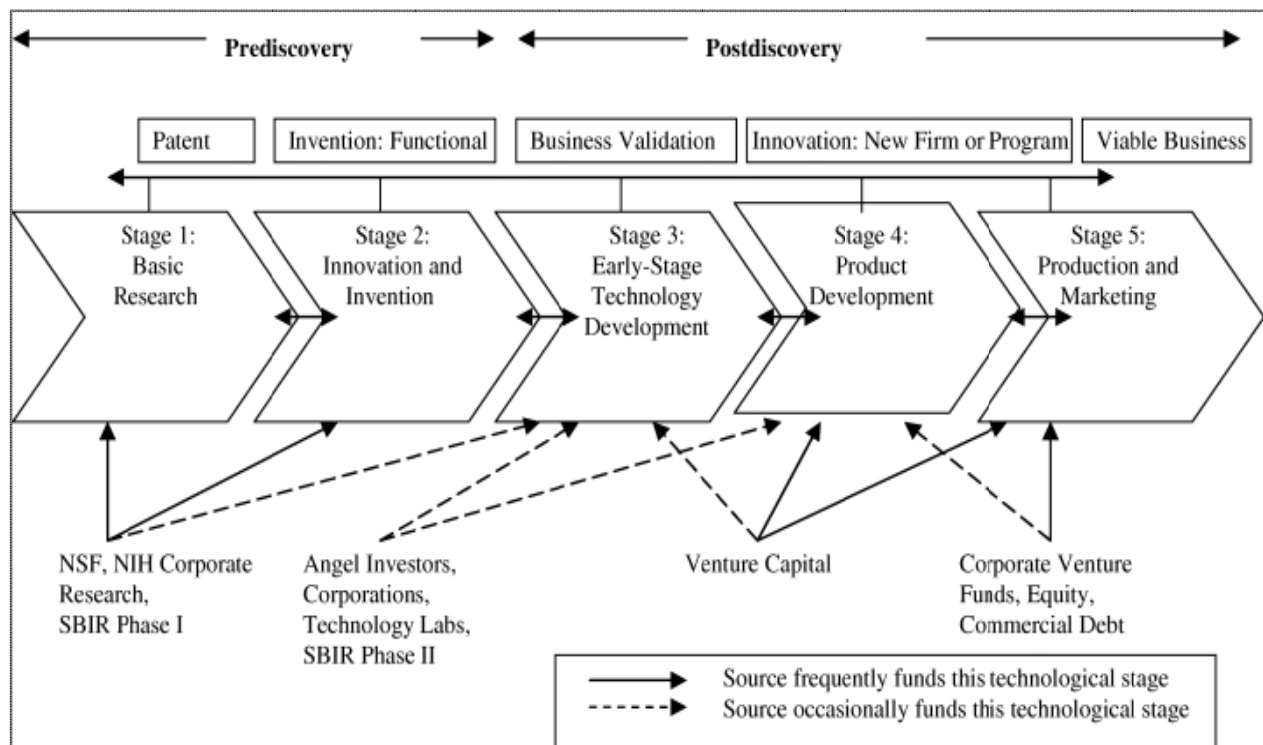 Prediscovery
Postdiscovery
Patent
Invention: Functional
Business Validation
Innovation: New Firm or Program
Viable Business
Stage 1:
Basic
Research
Stage 2:
Innovation and
Invention
Stage 3:
Early-Stage
Technology
Development
Stage 4:
Product
Development
Stage 5:
Production and
Marketing
NSF, NIH Corporate
Research,
SBIR Phase I
Angel Investors,
Corporations,
Technology Labs,
SBIR Phase II
Venture Capital
Corporate Venture
Funds, Equity,
Commercial Debt
Source frequently funds this technological stage
Source occasionally funds this technological stage